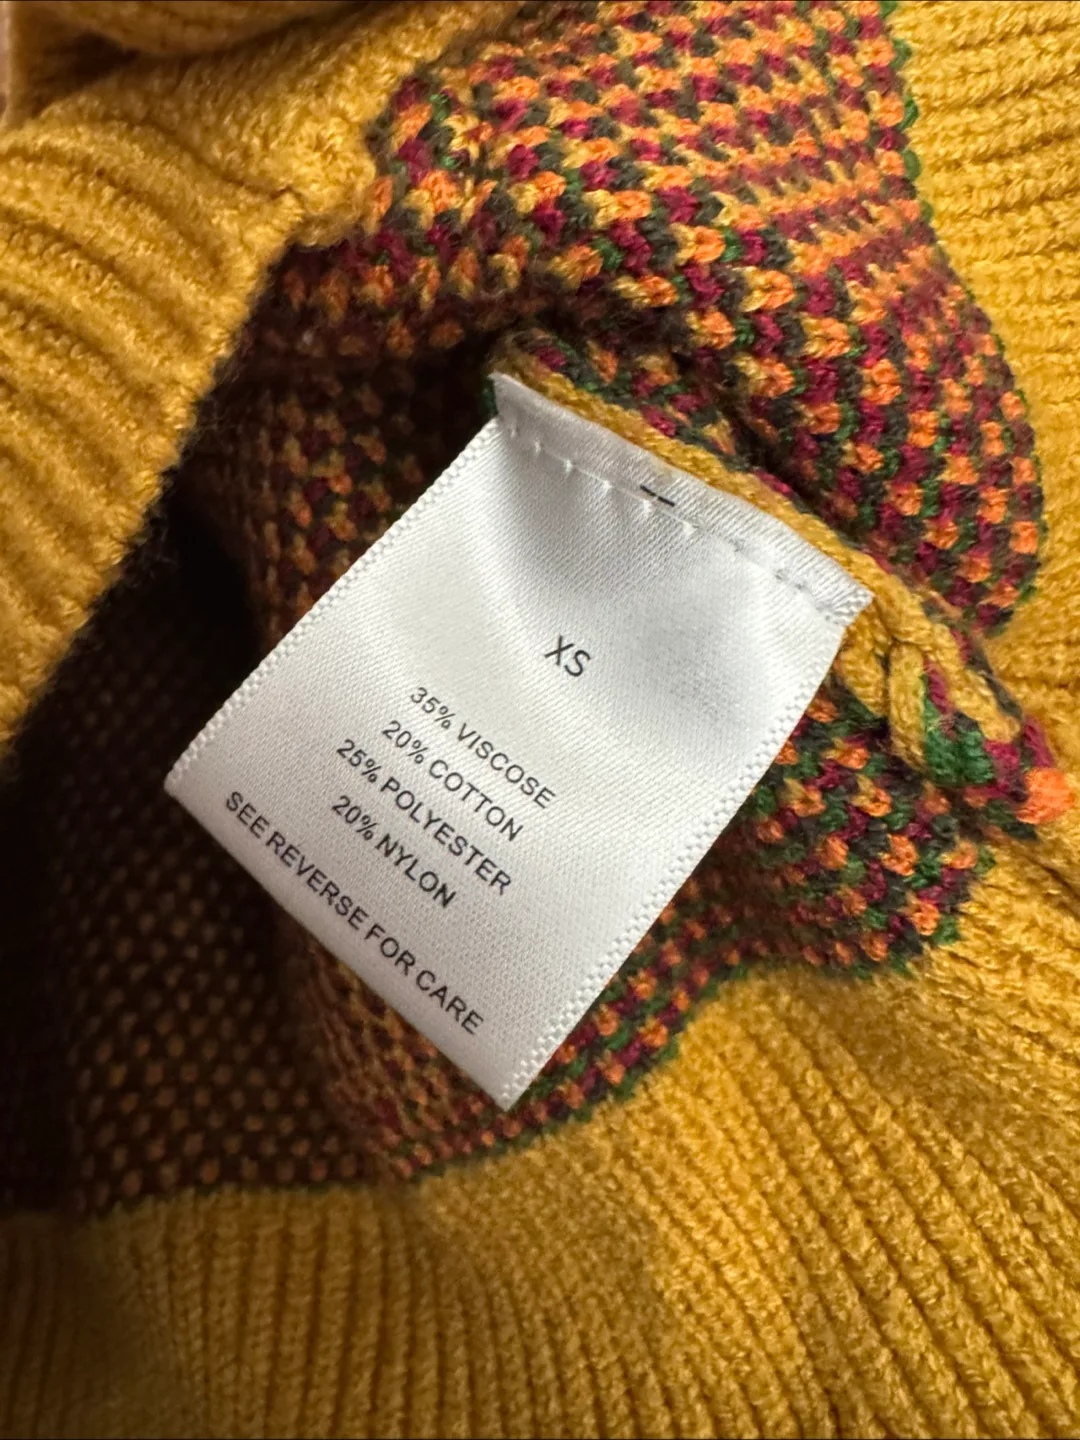 XS
35% VISCOSE
20% COTTON
25% POLYESTER
20% NYLON
SEE REVERSE FOR CARE